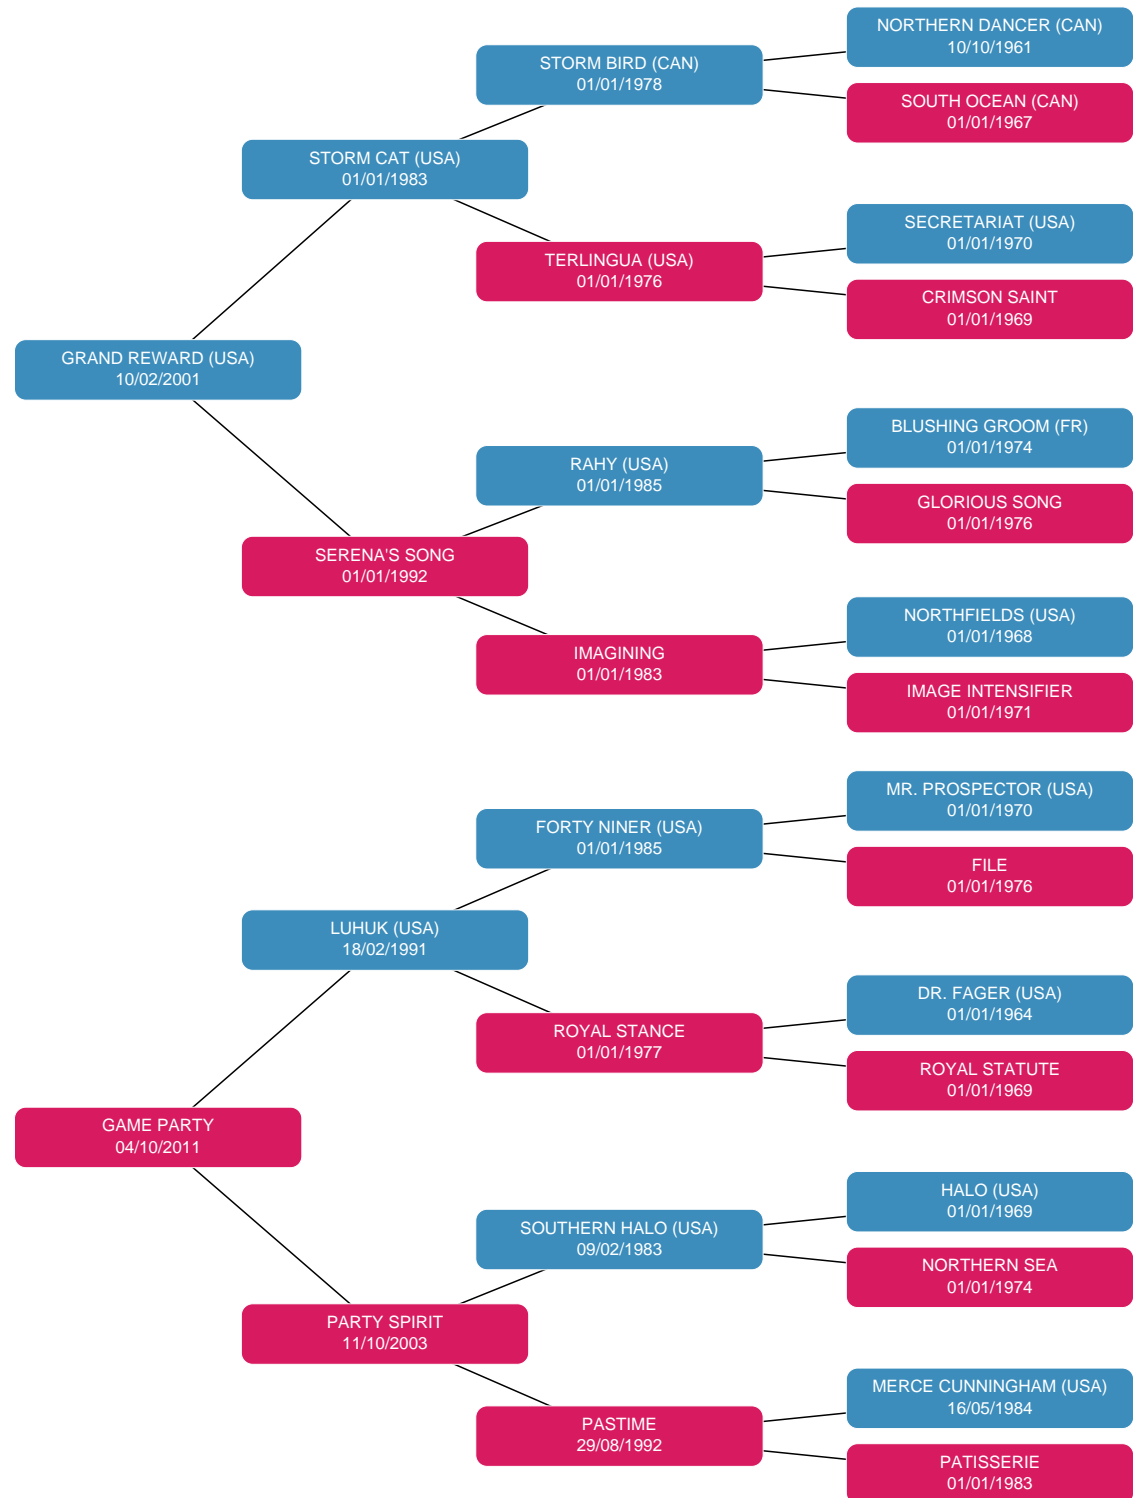 NORTHERN DANCER (CAN)
10/10/1961
STORM BIRD (CAN)
01/01/1978
SOUTH OCEAN (CAN)
01/01/1967
STORM CAT (USA)
01/01/1983
SECRETARIAT (USA)
01/01/1970
TERLINGUA (USA)
01/01/1976
CRIMSON SAINT
01/01/1969
GRAND REWARD (USA)
10/02/2001
BLUSHING GROOM (FR)
01/01/1974
RAHY (USA)
01/01/1985
GLORIOUS SONG
01/01/1976
SERENA'S SONG
01/01/1992
NORTHFIELDS (USA)
01/01/1968
IMAGINING
01/01/1983
IMAGE INTENSIFIER
01/01/1971
MR. PROSPECTOR (USA)
01/01/1970
FORTY NINER (USA)
01/01/1985
FILE
01/01/1976
LUHUK (USA)
18/02/1991
DR. FAGER (USA)
01/01/1964
ROYAL STANCE
01/01/1977
ROYAL STATUTE
01/01/1969
GAME PARTY
04/10/2011
HALO (USA)
01/01/1969
SOUTHERN HALO (USA)
09/02/1983
NORTHERN SEA
01/01/1974
PARTY SPIRIT
11/10/2003
MERCE CUNNINGHAM (USA)
16/05/1984
PASTIME
29/08/1992
PATISSERIE
01/01/1983